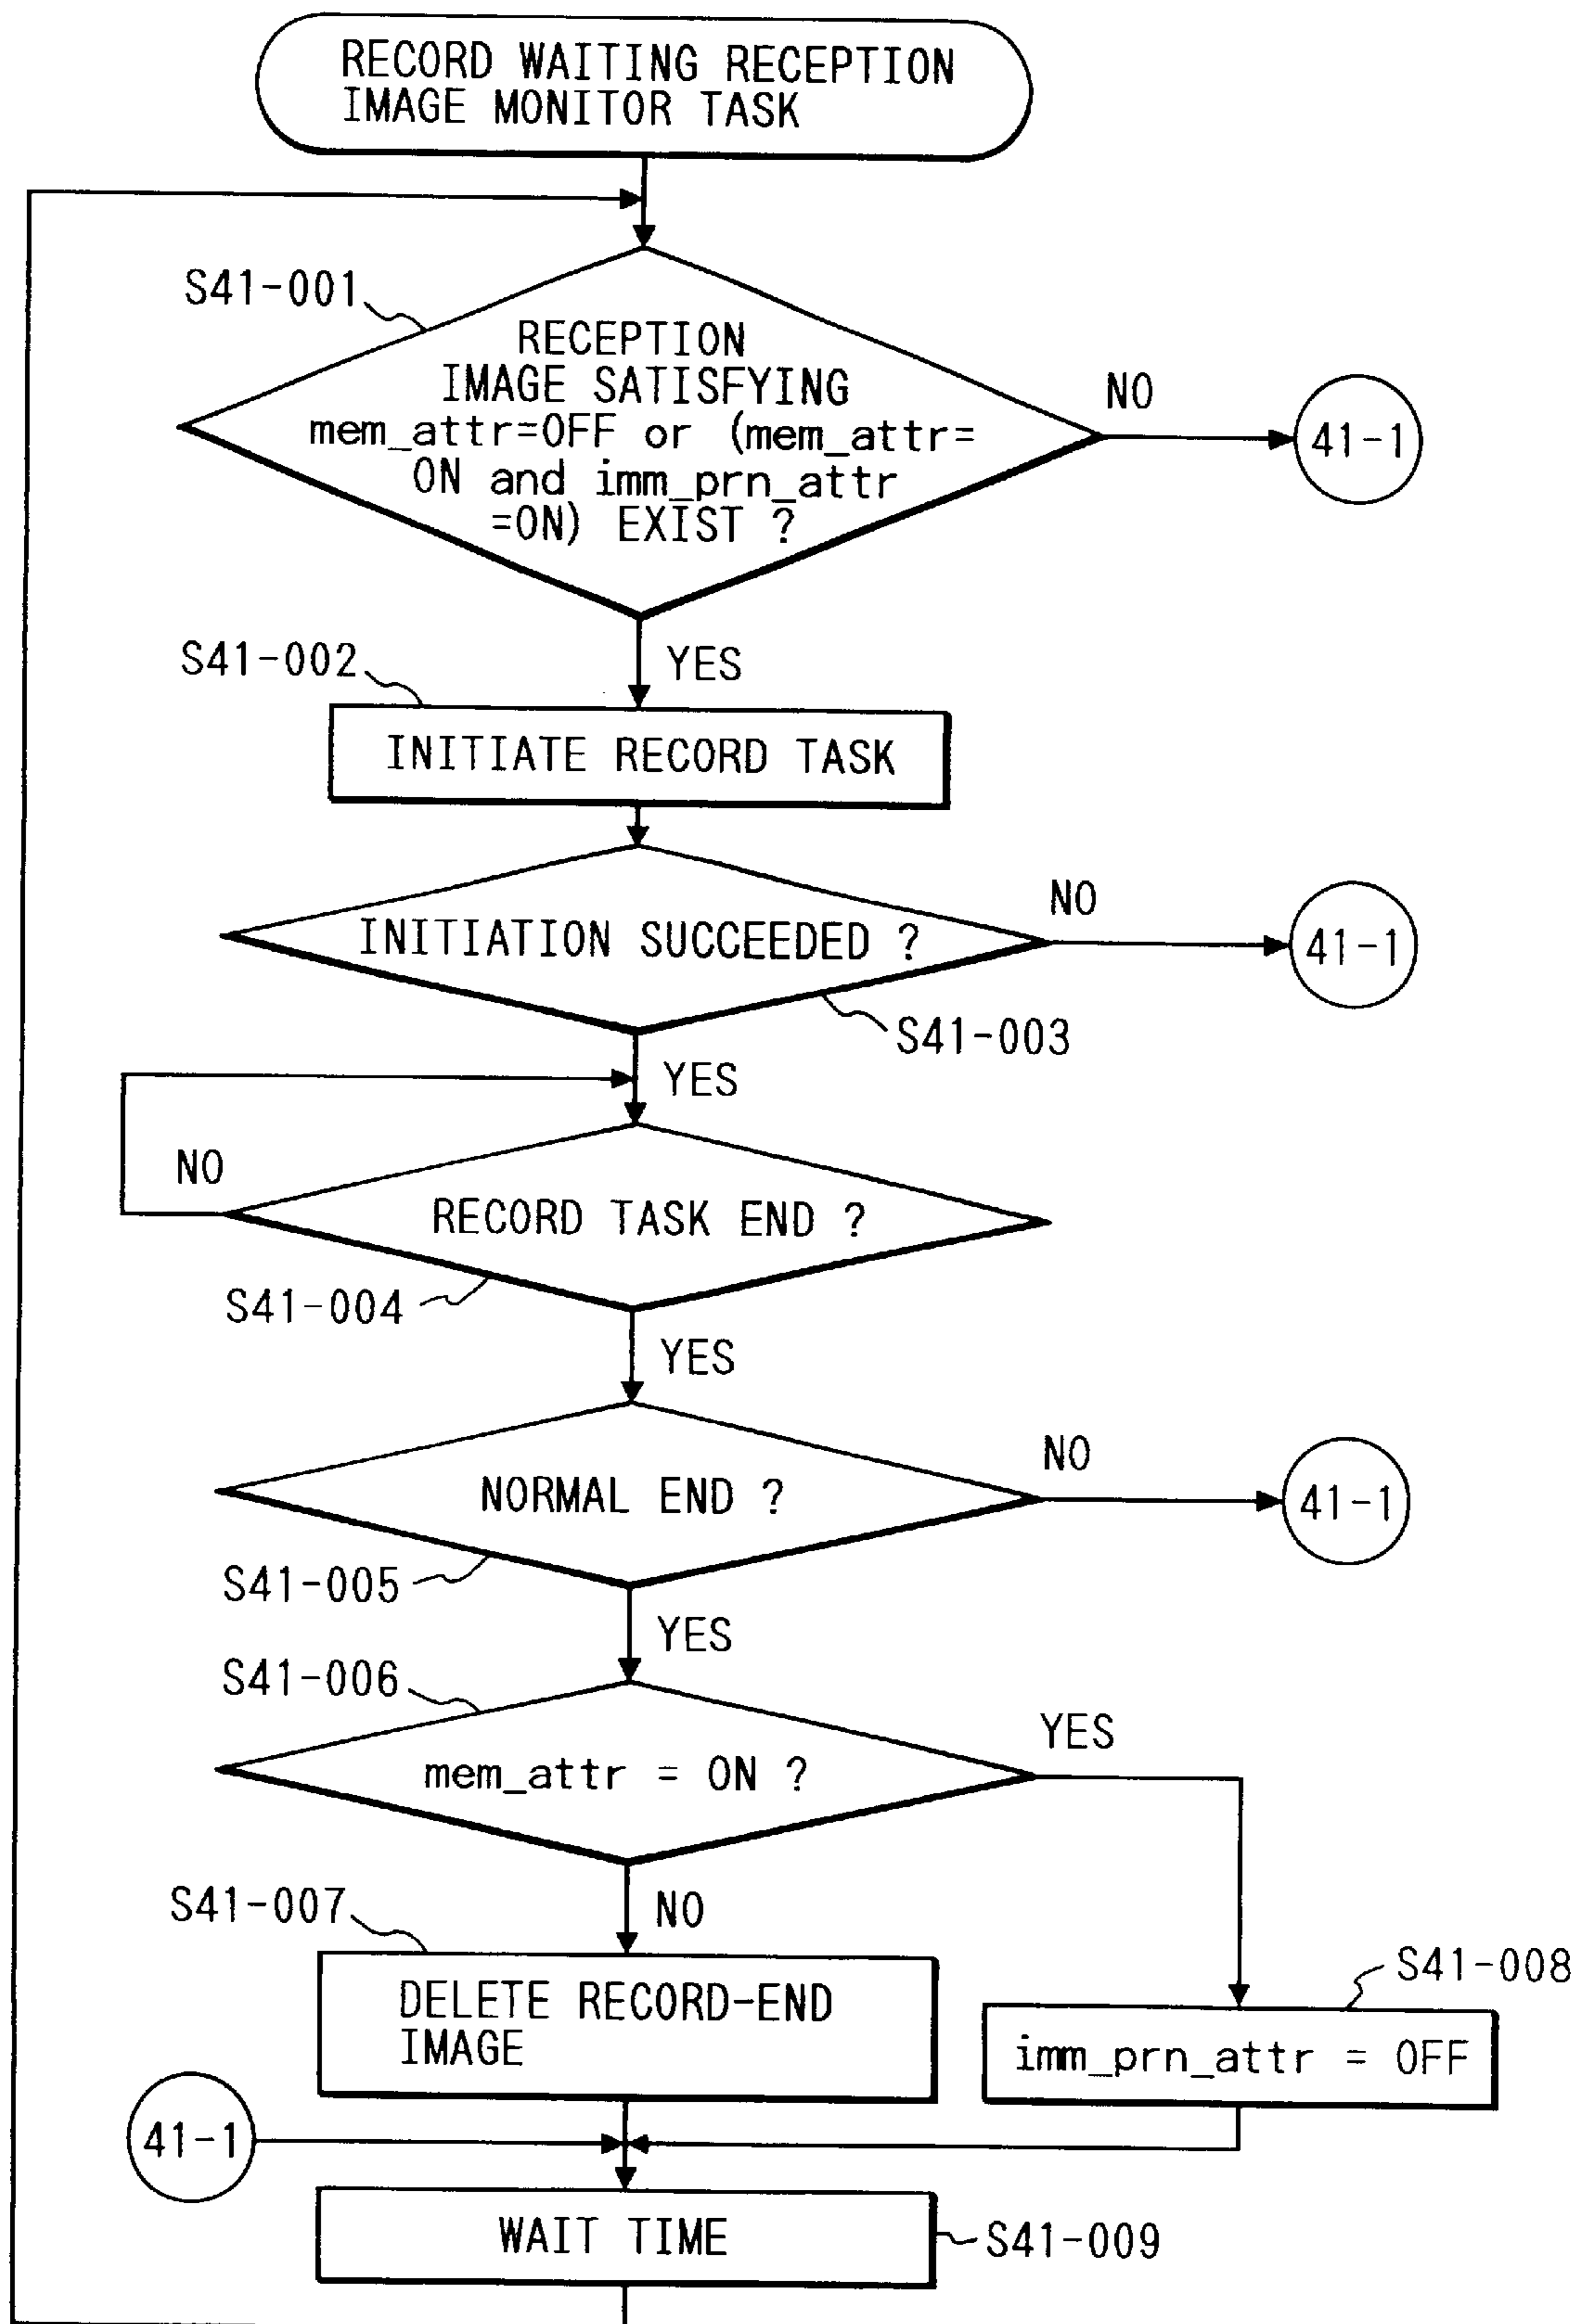 RECORD WAITING RECEPTION
IMAGE MONITOR TASK
S41-001
RECEPTION
IMAGE SATISFYING
mem_attr=OFF or (mem_attr=
ON and imm_prn_attr
=ON) EXIST ?
NO
41-1
YES
S41-002
INITIATE RECORD TASK
INITIATION SUCCEEDED ?
NO
41-1
S41-003
YES
NO
RECORD TASK END ?
S41-004
YES
NORMAL END ?
NO
41-1
S41-005
YES
S41-006
mem_attr = ON ?
YES
NO
S41-007
DELETE RECORD-END
IMAGE
S41-008
imm_prn_attr = OFF
41-1
WAIT TIME
S41-009